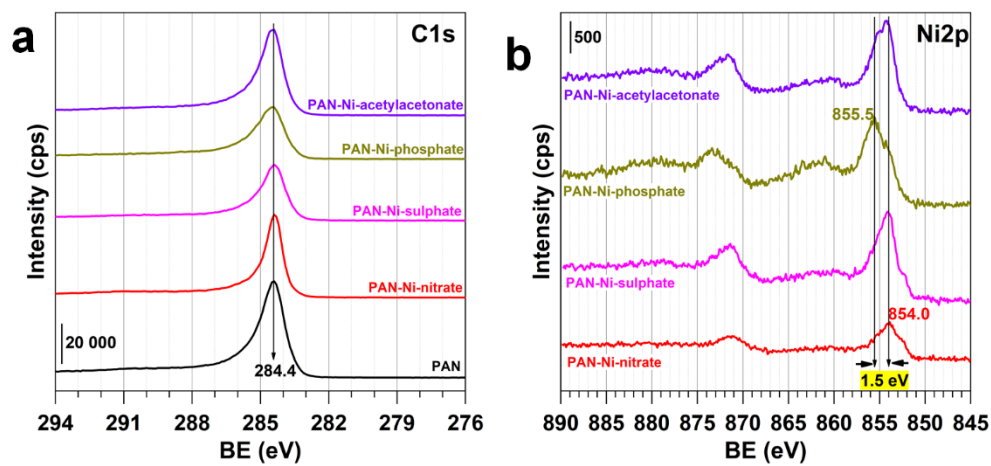 a
C1s
PAN-Ni-acetylacetonate
PAN-Ni-phosphate
PAN-Ni-sulphate
PAN-Ni-nitrate
20 000
284.4
PAN
Intensity (cps)
294 291 288 285 282 279 276
BE (eV)
b
500
Ni2p
PAN-Ni-acetylacetonate
855.5
PAN-Ni-phosphate
PAN-Ni-sulphate
854.0
PAN-Ni-nitrate
1.5 eV
Intensity (cps)
890 885 880 875 870 865 860 855 850 845
BE (eV)